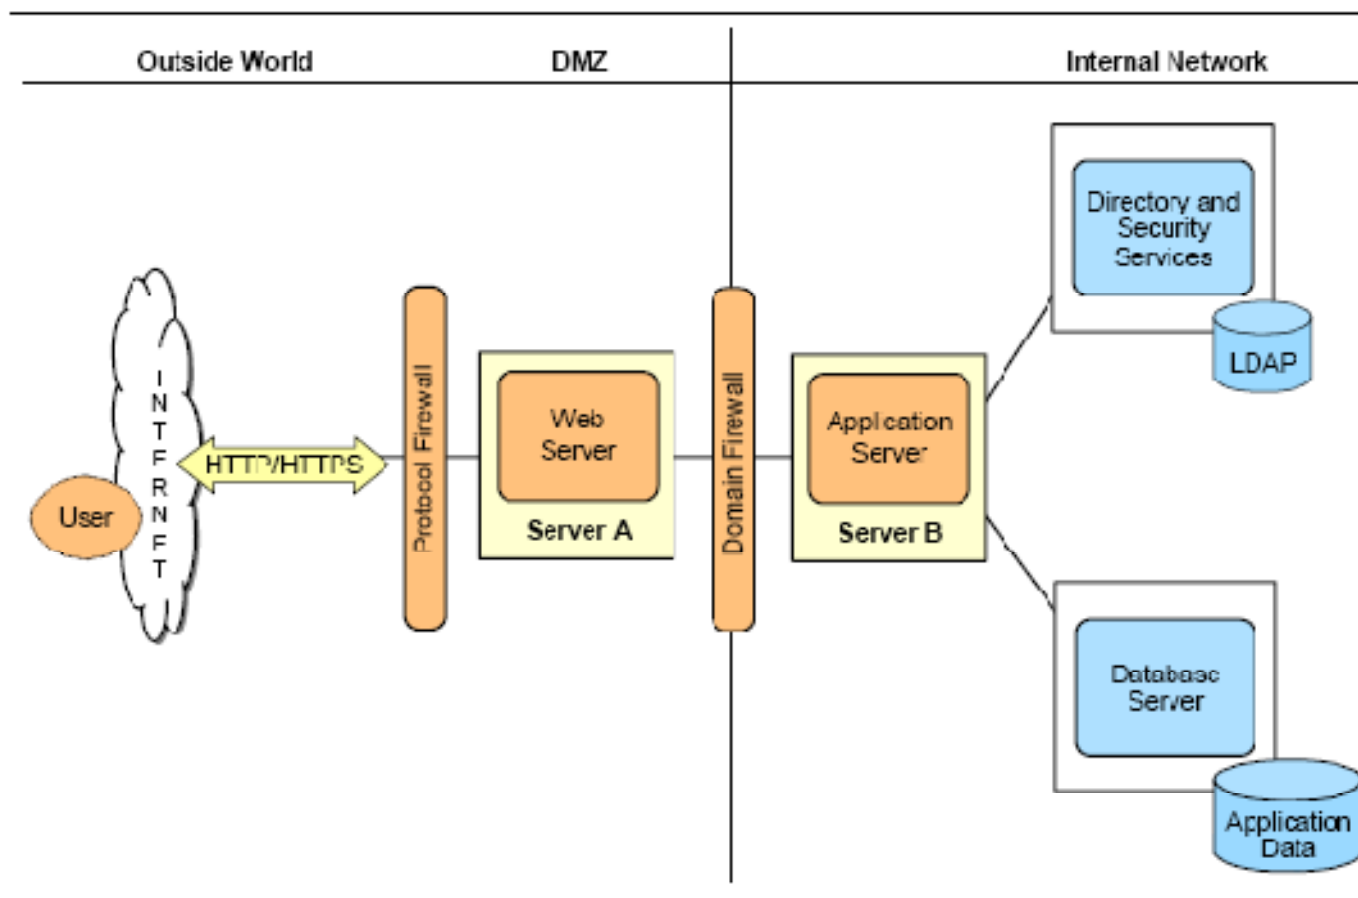 Outside World
DMZ
Internal Network
Directory and
Security
Services
LDAP
INTERNET
User
HTTP/HTTPS
Protocol Firewall
Web
Server
Server A
Domain Firewall
Application
Server
Server B
Database
Server
Application
Data